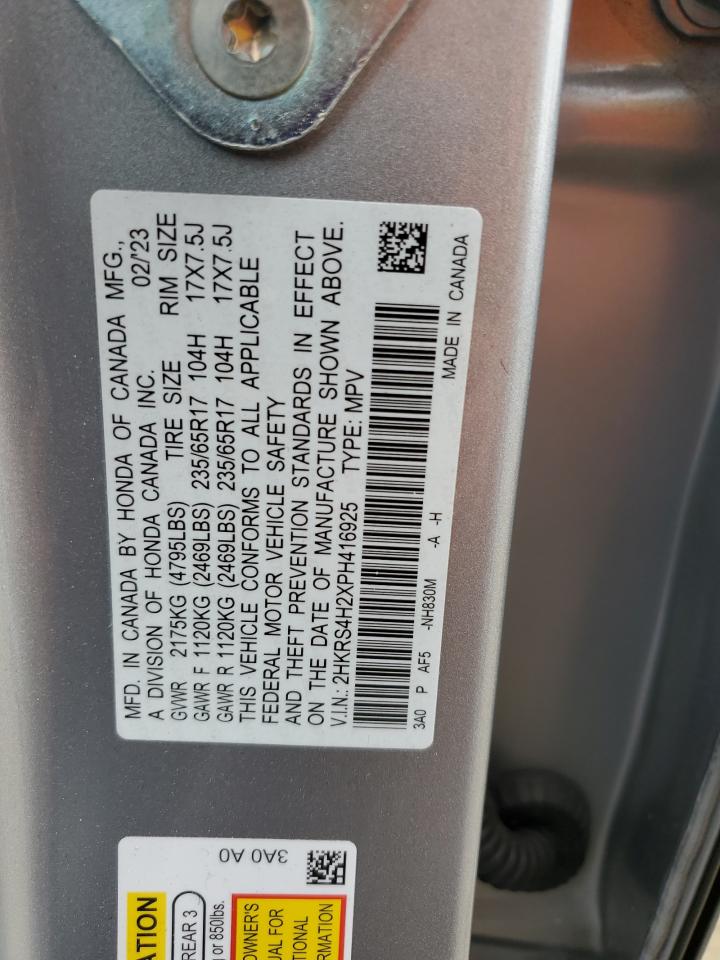 MFD. IN CANADA BY HONDA OF CANADA MFG.,
A DIVISION OF HONDA CANADA INC. 02/'23
GVWR 2175KG (4795LBS) TIRE SIZE RIM SIZE
GAWR F 1120KG (2469LBS) 235/65R17 104H 17X7.5J
GAWR R 1120KG (2469LBS) 235/65R17 104H 17X7.5J
THIS VEHICLE CONFORMS TO ALL APPLICABLE
FEDERAL MOTOR VEHICLE SAFETY
AND THEFT PREVENTION STANDARDS IN EFFECT
ON THE DATE OF MANUFACTURE SHOWN ABOVE.
V.I.N.: 2HKRS4H2XPH416925 TYPE: MPV
3A0 P AF5 -NH830M -A -H MADE IN CANADA
3A0 A0
ATION
REAR 3
or 850lbs.
OWNER'S
UAL FOR
TIONAL
RMATION